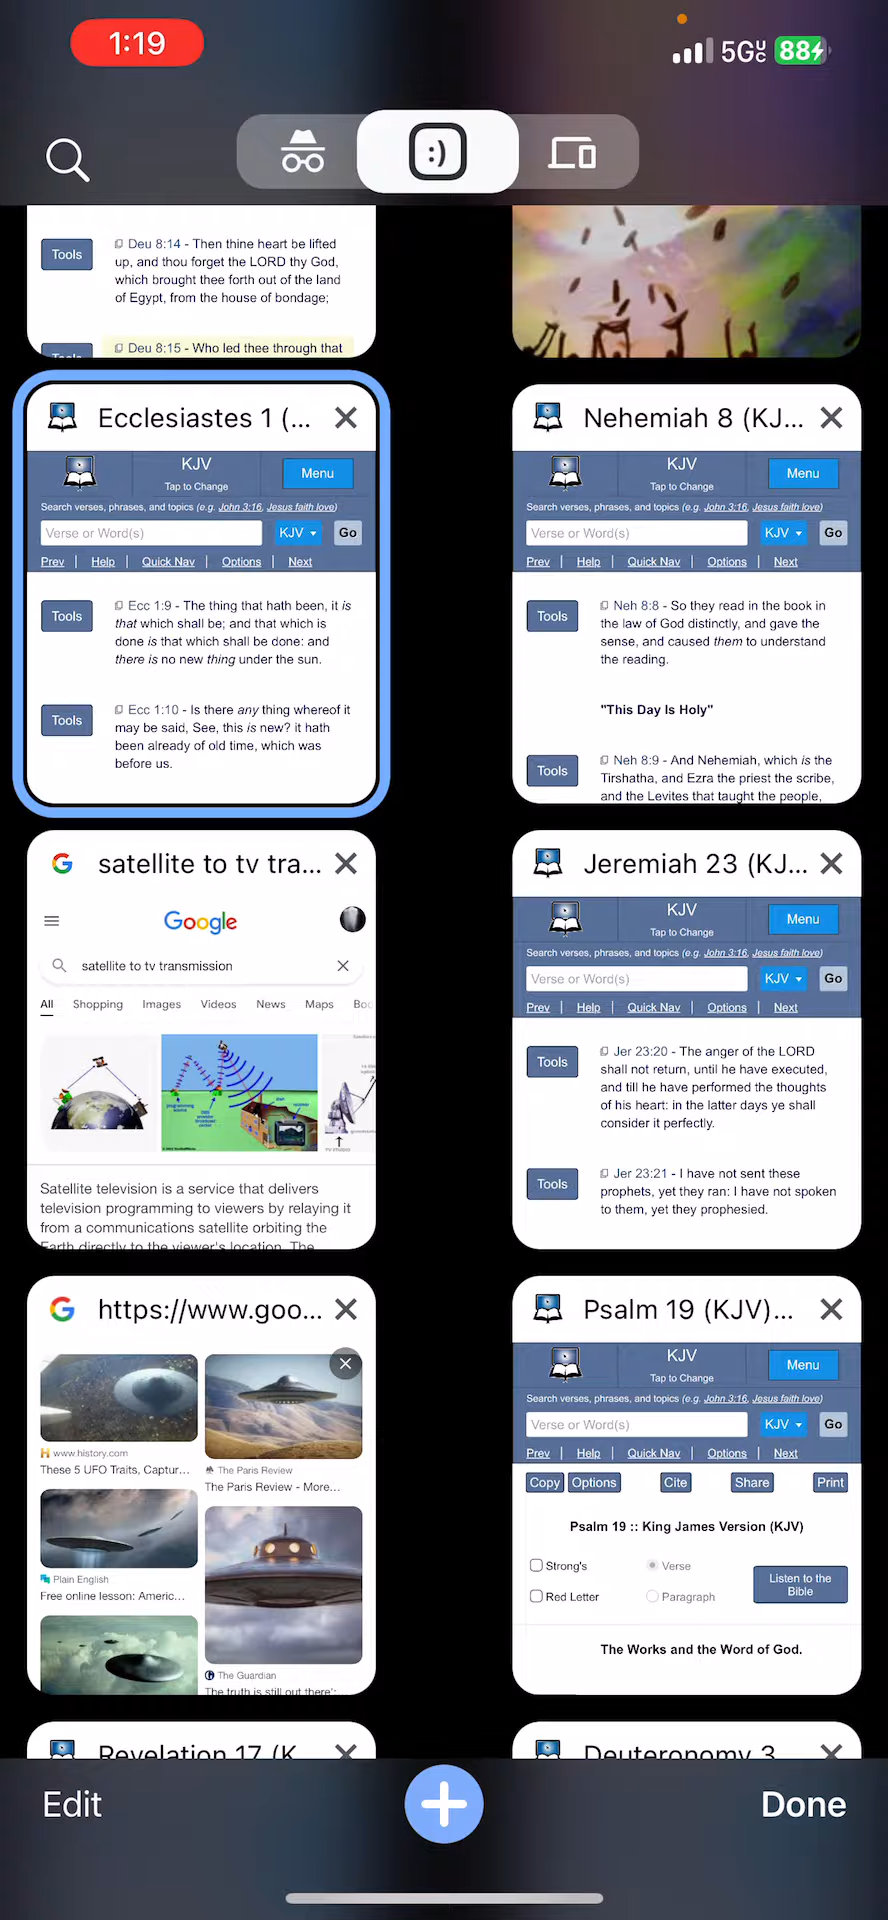 1:19
5G UC 88
:)
Tools
Deu 8:14 - Then thine heart be lifted
up, and thou forget the LORD thy God,
which brought thee forth out of the land
of Egypt, from the house of bondage;
Tools
Deu 8:15 - Who led thee through that
Ecclesiastes 1 (...
KJV
Tap to Change
Menu
Search verses, phrases, and topics (e.g. John 3:16, Jesus faith love)
Verse or Word(s)
KJV
Go
Prev | Help | Quick Nav | Options | Next
Tools
Ecc 1:9 - The thing that hath been, it is
that which shall be; and that which is
done is that which shall be done: and
there is no new thing under the sun.
Tools
Ecc 1:10 - Is there any thing whereof it
may be said, See, this is new? it hath
been already of old time, which was
before us.
Nehemiah 8 (KJ...
KJV
Tap to Change
Menu
Search verses, phrases, and topics (e.g. John 3:16, Jesus faith love)
Verse or Word(s)
KJV
Go
Prev | Help | Quick Nav | Options | Next
Tools
Neh 8:8 - So they read in the book in
the law of God distinctly, and gave the
sense, and caused them to understand
the reading.
"This Day Is Holy"
Tools
Neh 8:9 - And Nehemiah, which is the
Tirshatha, and Ezra the priest the scribe,
and the Levites that taught the people,
satellite to tv tra...
Google
satellite to tv transmission
All Shopping Images Videos News Maps Boo
Satellite television is a service that delivers
television programming to viewers by relaying it
from a communications satellite orbiting the
Earth directly to the viewer's location. The
Jeremiah 23 (KJ...
KJV
Tap to Change
Menu
Search verses, phrases, and topics (e.g. John 3:16, Jesus faith love)
Verse or Word(s)
KJV
Go
Prev | Help | Quick Nav | Options | Next
Tools
Jer 23:20 - The anger of the LORD
shall not return, until he have executed,
and till he have performed the thoughts
of his heart: in the latter days ye shall
consider it perfectly.
Tools
Jer 23:21 - I have not sent these
prophets, yet they ran: I have not spoken
to them, yet they prophesied.
https://www.goo...
www.history.com
These 5 UFO Traits, Captur...
The Paris Review
The Paris Review - More...
Plain English
Free online lesson: Americ...
The Guardian
The truth is still out there':
Psalm 19 (KJV)...
KJV
Tap to Change
Menu
Search verses, phrases, and topics (e.g. John 3:16, Jesus faith love)
Verse or Word(s)
KJV
Go
Prev | Help | Quick Nav | Options | Next
Copy Options Cite Share Print
Psalm 19 :: King James Version (KJV)
Strong's
Verse
Red Letter
Paragraph
Listen to the
Bible
The Works and the Word of God.
Revelation 17 (K
Deuteronomy 3
Edit
Done